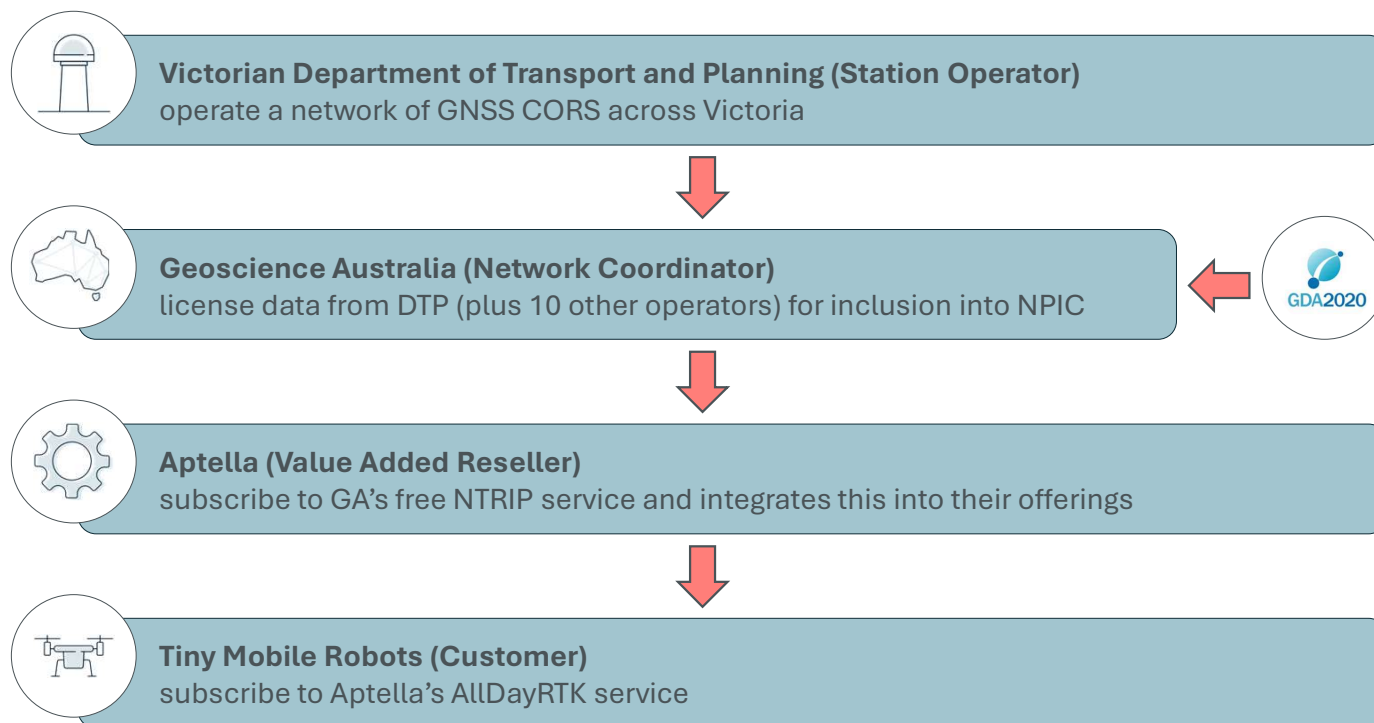 Victorian Department of Transport and Planning (Station Operator)
operate a network of GNSS CORS across Victoria
Geoscience Australia (Network Coordinator)
license data from DTP (plus 10 other operators) for inclusion into NPIC
GDA2020
Aptella (Value Added Reseller)
subscribe to GA's free NTRIP service and integrates this into their offerings
Tiny Mobile Robots (Customer)
subscribe to Aptella's AllDayRTK service